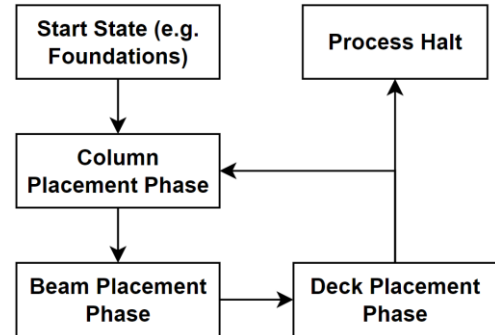 Start State (e.g.
Foundations)
Process Halt
Column
Placement Phase
Beam Placement
Phase
Deck Placement
Phase